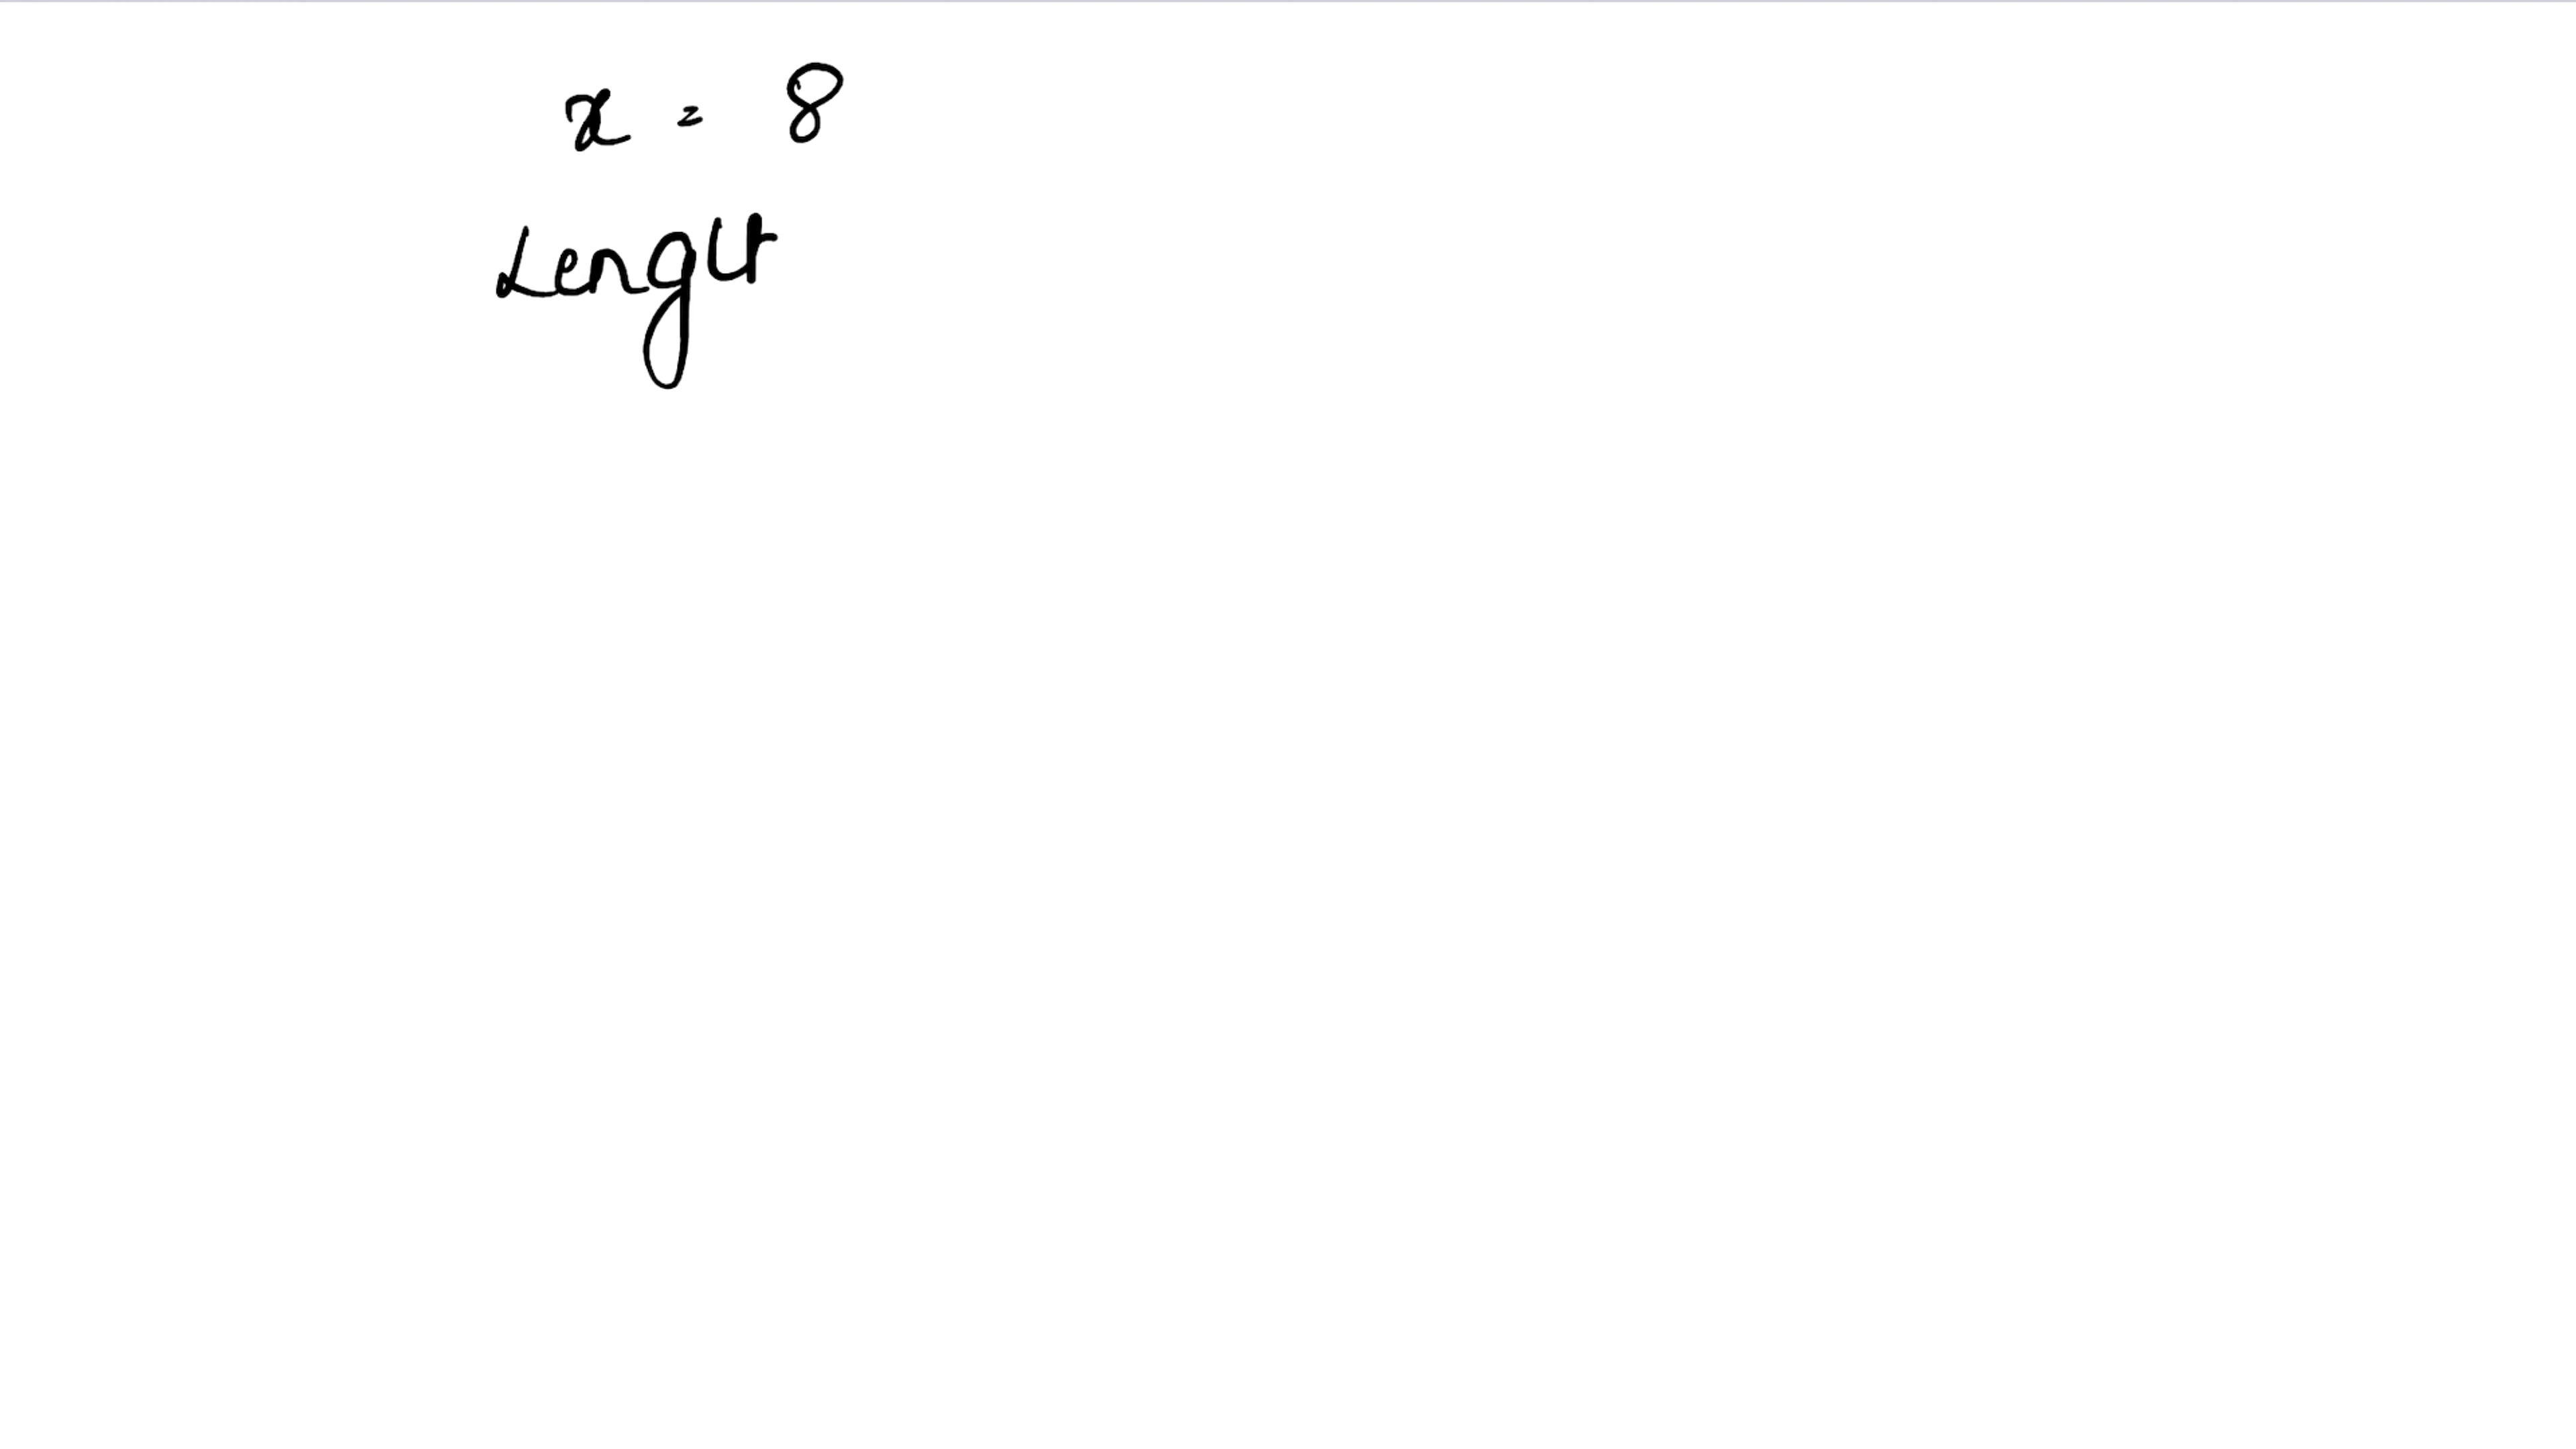 x = 8
Length